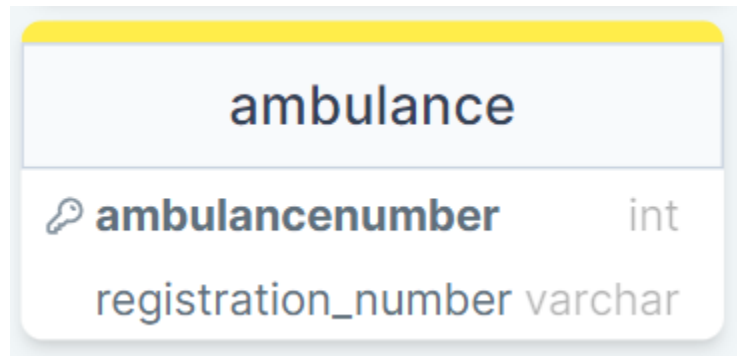 ambulance
ambulancenumber int
registration_number varchar